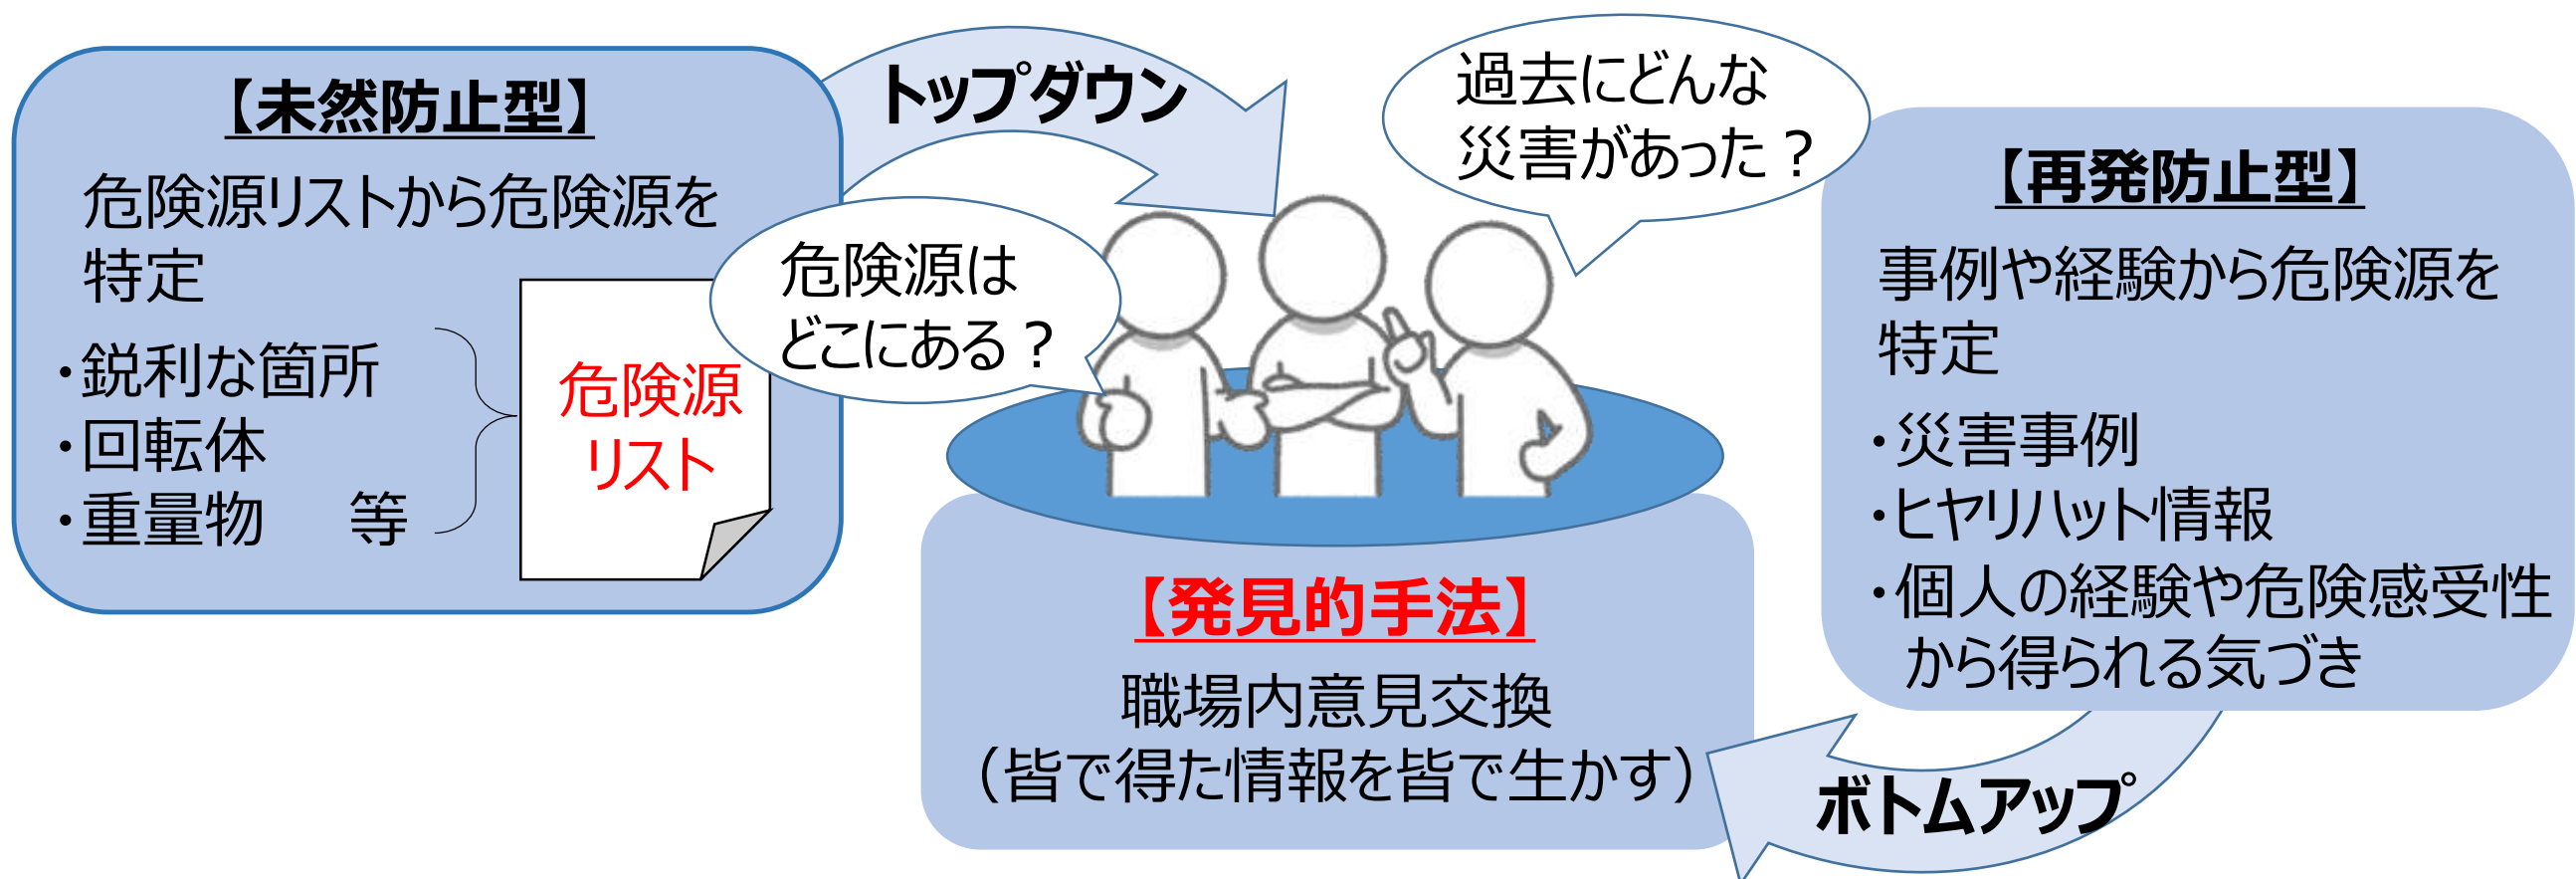 【未然防止型】
危険源リストから危険源を
特定
・鋭利な箇所
・回転体
・重量物　等
危険源
リスト
トップダウン
危険源は
どこにある？
過去にどんな
災害があった？
【発見的手法】
職場内意見交換
（皆で得た情報を皆で生かす）
【再発防止型】
事例や経験から危険源を
特定
・災害事例
・ヒヤリハット情報
・個人の経験や危険感受性
から得られる気づき
ボトムアップ